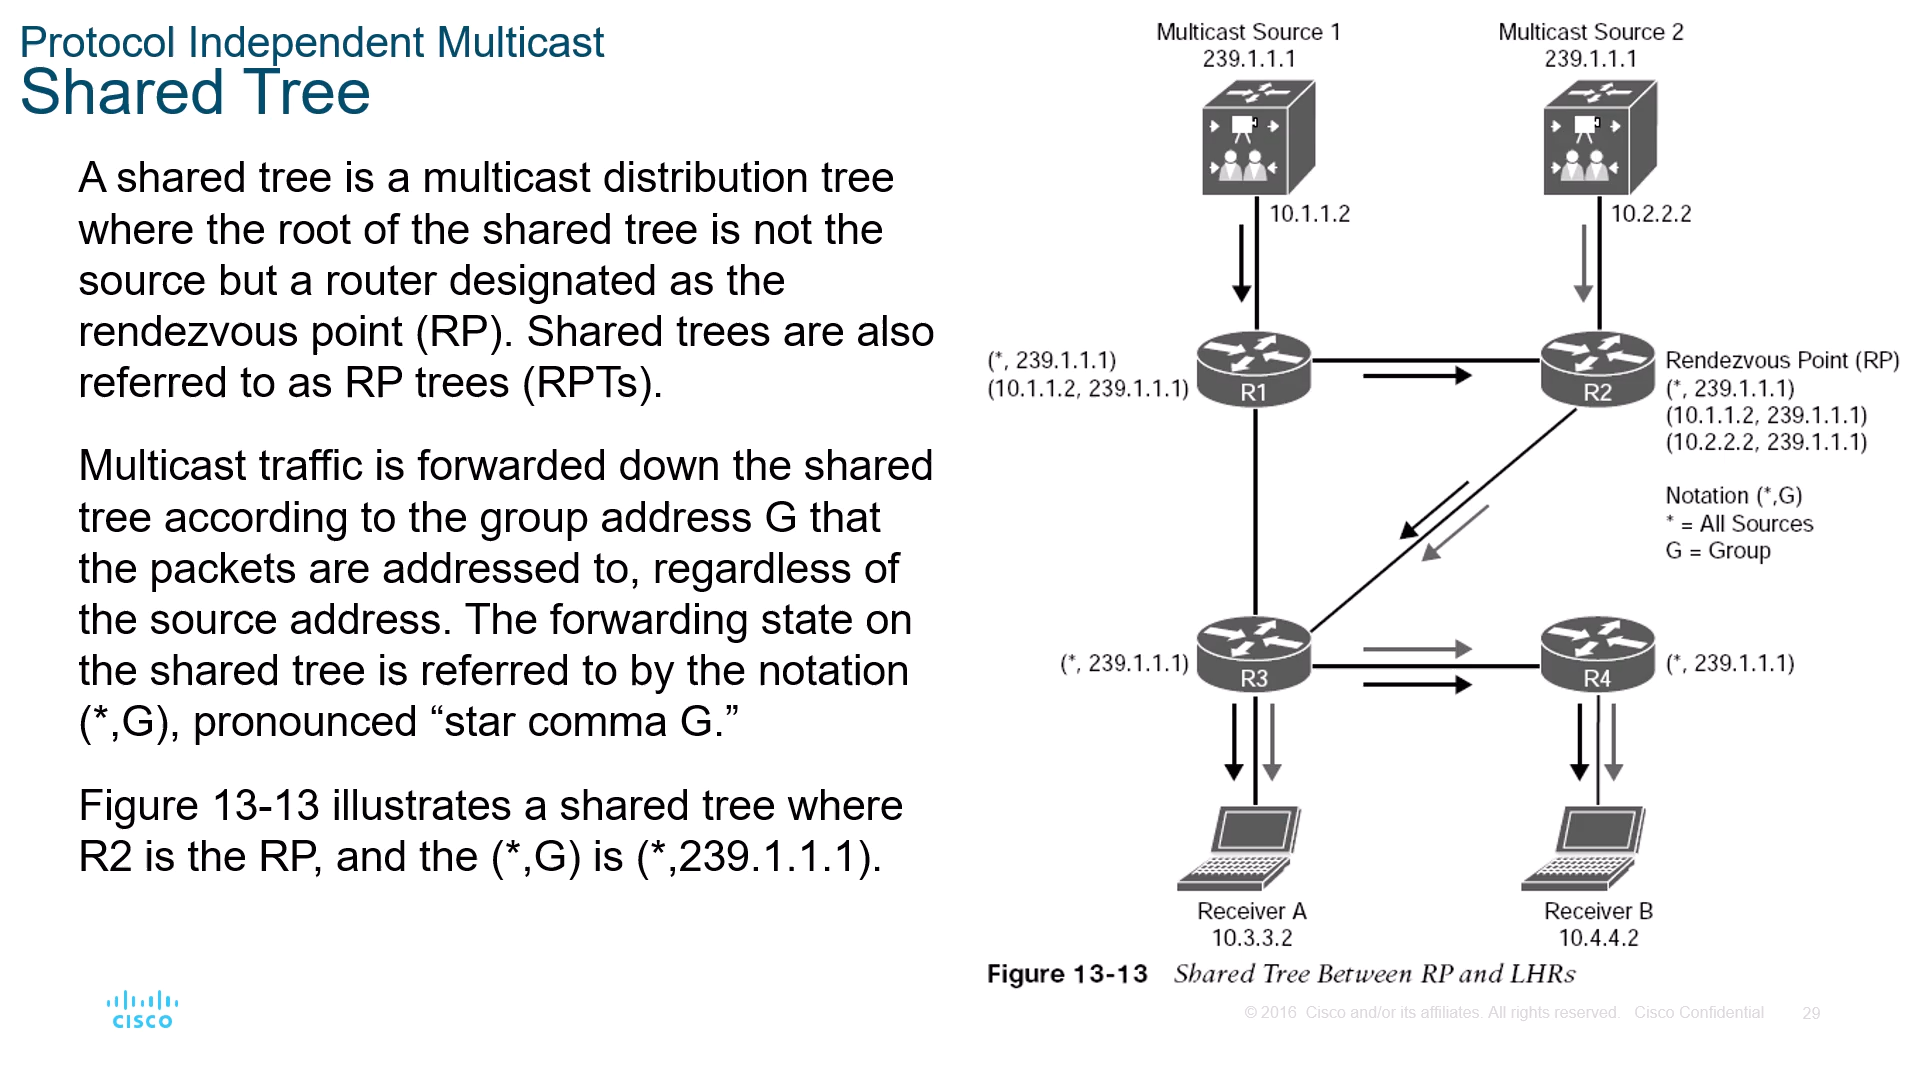 Protocol Independent Multicast
Shared Tree
A shared tree is a multicast distribution tree
where the root of the shared tree is not the
source but a router designated as the
rendezvous point (RP). Shared trees are also
referred to as RP trees (RPTs).
Multicast traffic is forwarded down the shared
tree according to the group address G that
the packets are addressed to, regardless of
the source address. The forwarding state on
the shared tree is referred to by the notation
(*,G), pronounced “star comma G.”
Figure 13-13 illustrates a shared tree where
R2 is the RP, and the (*,G) is (*,239.1.1.1).
Multicast Source 1
239.1.1.1
Multicast Source 2
239.1.1.1
10.1.1.2
10.2.2.2
(*, 239.1.1.1)
(10.1.1.2, 239.1.1.1)
R1
R2
Rendezvous Point (RP)
(*, 239.1.1.1)
(10.1.1.2, 239.1.1.1)
(10.2.2.2, 239.1.1.1)
Notation (*,G)
* = All Sources
G = Group
(*, 239.1.1.1)
R3
R4
(*, 239.1.1.1)
Receiver A
10.3.3.2
Receiver B
10.4.4.2
Figure 13-13 Shared Tree Between RP and LHRs
CISCO
© 2016 Cisco and/or its affiliates. All rights reserved. Cisco Confidential 29